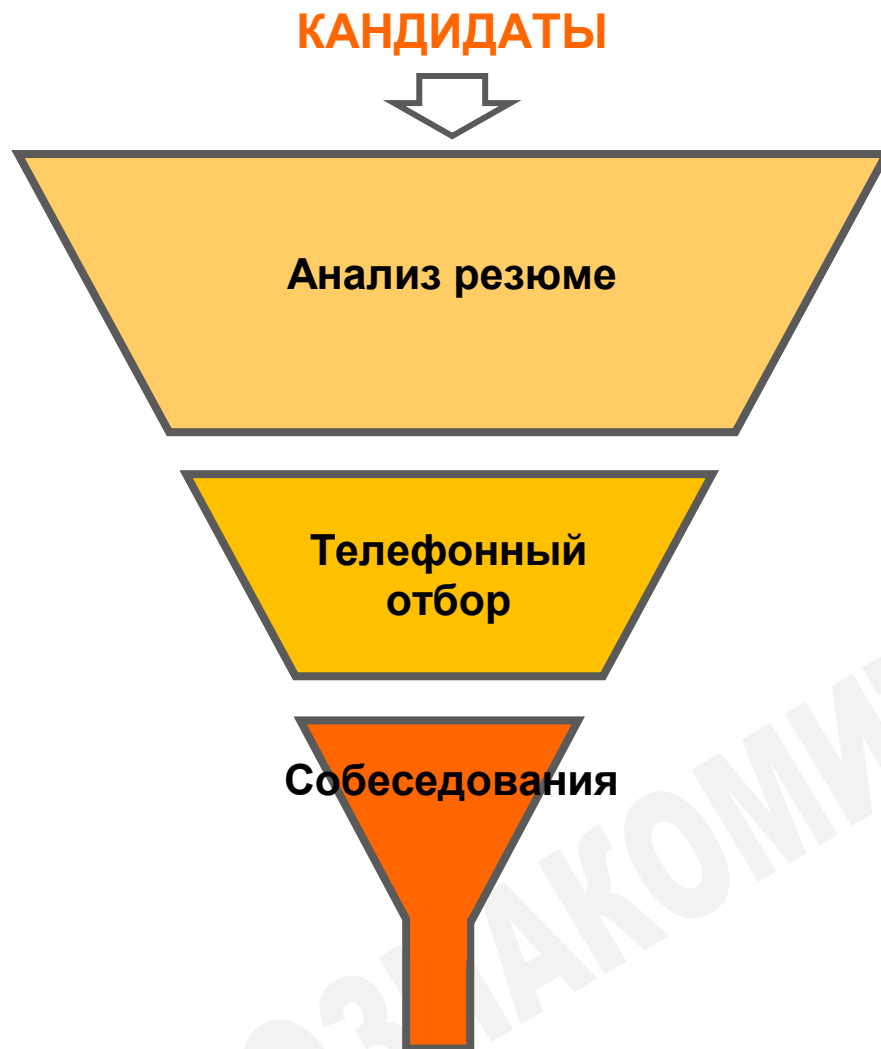 КАНДИДАТЫ
Анализ резюме
Телефонный
отбор
Собеседования